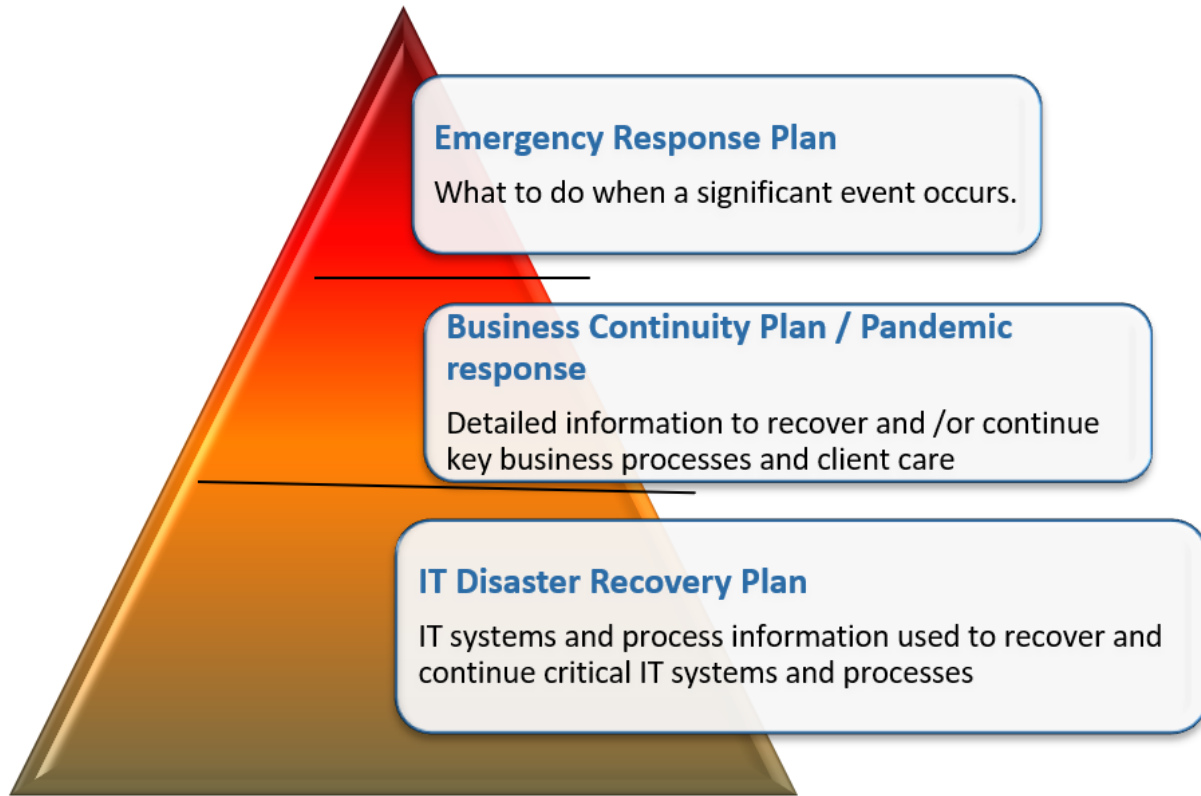 Emergency Response Plan
What to do when a significant event occurs.
Business Continuity Plan / Pandemic
response
Detailed information to recover and /or continue
key business processes and client care
IT Disaster Recovery Plan
IT systems and process information used to recover and
continue critical IT systems and processes